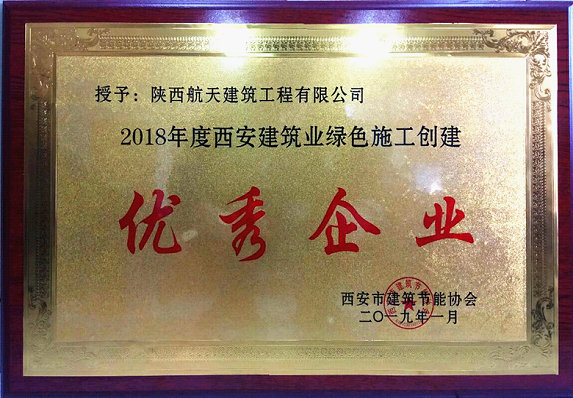 授予：陕西航天建筑工程有限公司
2018年度西安建筑业绿色施工创建
优秀企业
西安市建筑节能协会
二〇一九年一月